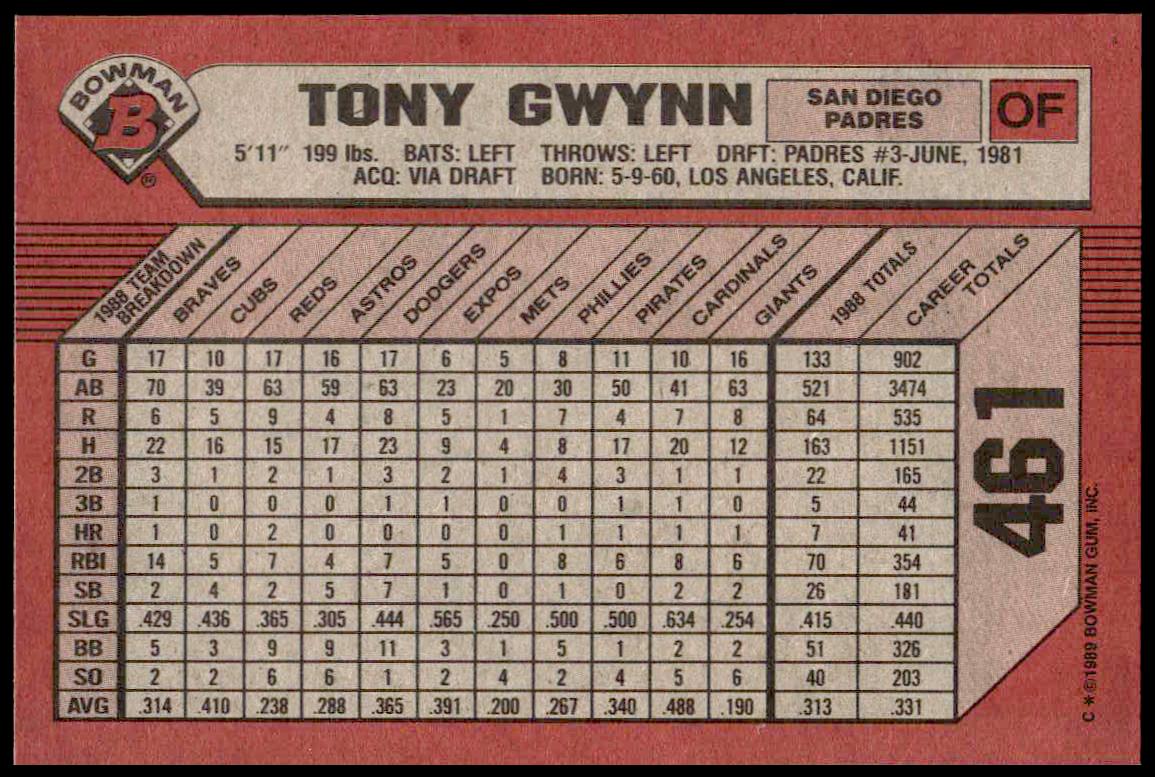 BOWMAN
B
®
TONY GWYNN
SAN DIEGO
PADRES
OF
5'11" 199 lbs. BATS: LEFT THROWS: LEFT DRFT: PADRES #3-JUNE, 1981
ACQ: VIA DRAFT BORN: 5-9-60, LOS ANGELES, CALIF.
1988 TEAM BREAKDOWN BRAVES CUBS REDS ASTROS DODGERS EXPOS METS PHILLIES PIRATES CARDINALS GIANTS 1988 TOTALS CAREER TOTALS
G 17 10 17 16 17 6 5 8 11 10 16 133 902
AB 70 39 63 59 63 23 20 30 50 41 63 521 3474
R 6 5 9 4 8 5 1 7 4 7 8 64 535
H 22 16 15 17 23 9 4 8 17 20 12 163 1151
2B 3 1 2 1 3 2 1 4 3 1 1 22 165
3B 1 0 0 0 1 1 0 0 1 1 0 5 44
HR 1 0 2 0 0 0 0 1 1 1 1 7 41
RBI 14 5 7 4 7 5 0 8 6 8 6 70 354
SB 2 4 2 5 7 1 0 1 0 2 2 26 181
SLG .429 .436 .365 .305 .444 .565 .250 .500 .500 .634 .254 .415 .440
BB 5 3 9 9 11 3 1 5 1 2 2 51 326
SO 2 2 6 6 1 2 4 2 4 5 6 40 203
AVG .314 .410 .238 .288 .365 .391 .200 .267 .340 .488 .190 .313 .331
461
C *©1989 BOWMAN GUM, INC.